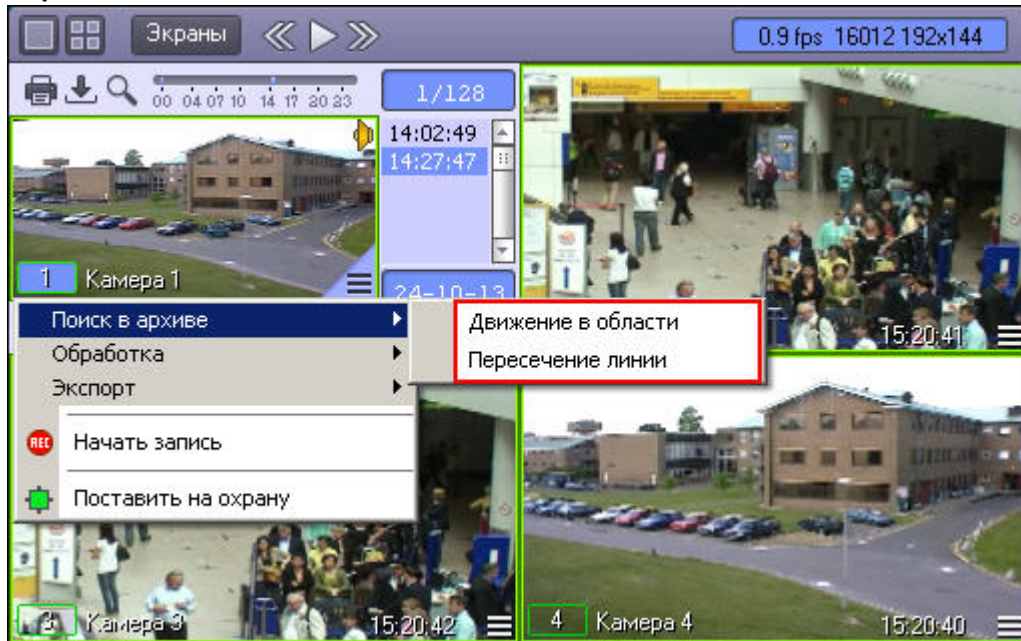 Экраны
0.9 fps 16012 192x144
00 04 07 10 14 17 20 23
1/128
14:02:49
14:27:47
24-10-13
1 Камера 1
15:20:41
Поиск в архиве
Обработка
Экспорт
REC Начать запись
Поставить на охрану
Движение в области
Пересечение линии
3 Камера 3
15:20:42
4 Камера 4
15:20:40